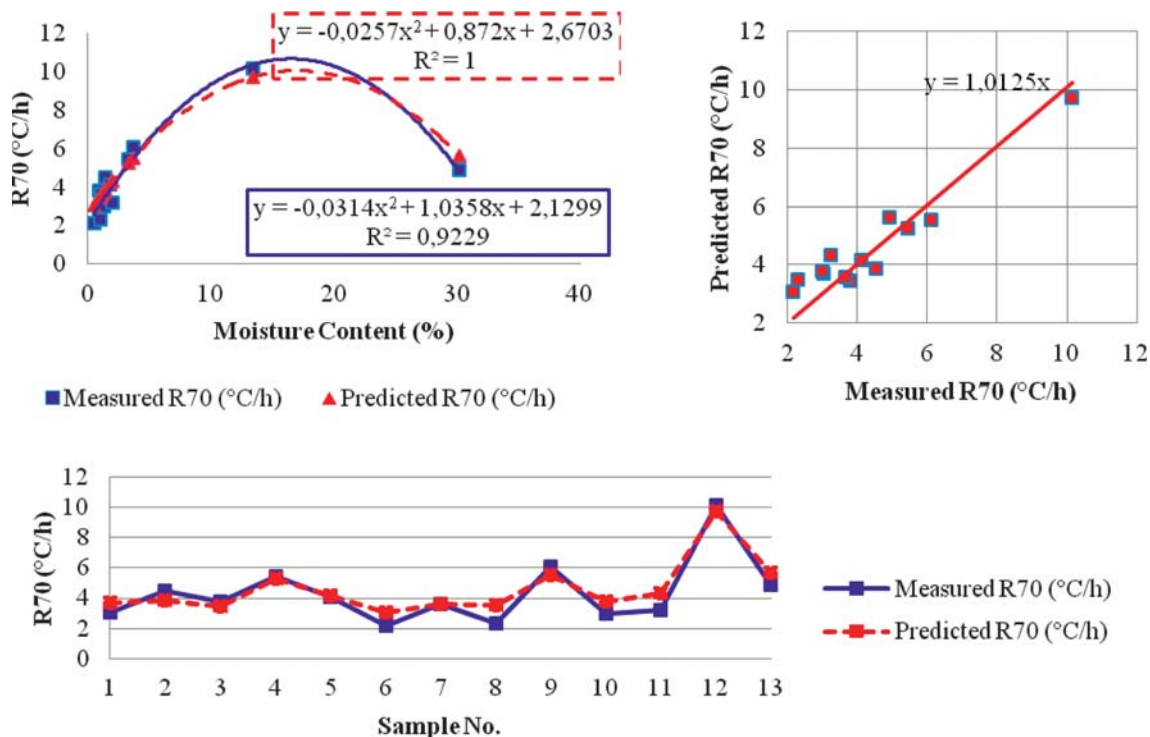 y = -0,0257x² + 0,872x + 2,6703
R² = 1
12
10
8
6
4
2
0
R70 (°C/h)
y = -0,0314x² + 1,0358x + 2,1299
R² = 0,9229
0 10 20 30 40
Moisture Content (%)
Measured R70 (°C/h) Predicted R70 (°C/h)
12
10
8
6
4
2
Predicted R70 (°C/h)
y = 1,0125x
2 4 6 8 10 12
Measured R70 (°C/h)
12
10
8
6
4
2
0
R70 (°C/h)
1 2 3 4 5 6 7 8 9 10 11 12 13
Sample No.
Measured R70 (°C/h)
Predicted R70 (°C/h)